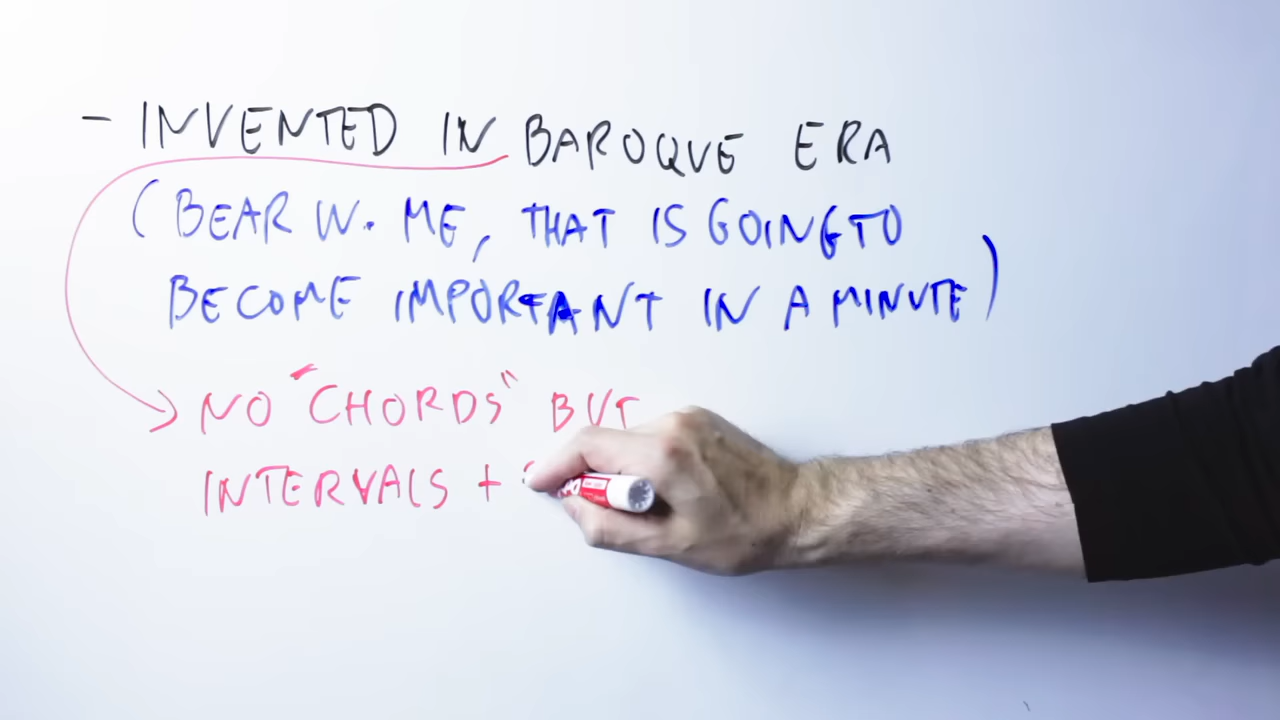 - INVENTED IN BAROQUE ERA
(BEAR W. ME, THAT IS GOING TO
BECOME IMPORTANT IN A MINUTE)
NO "CHORDS" BUT
INTERVALS +